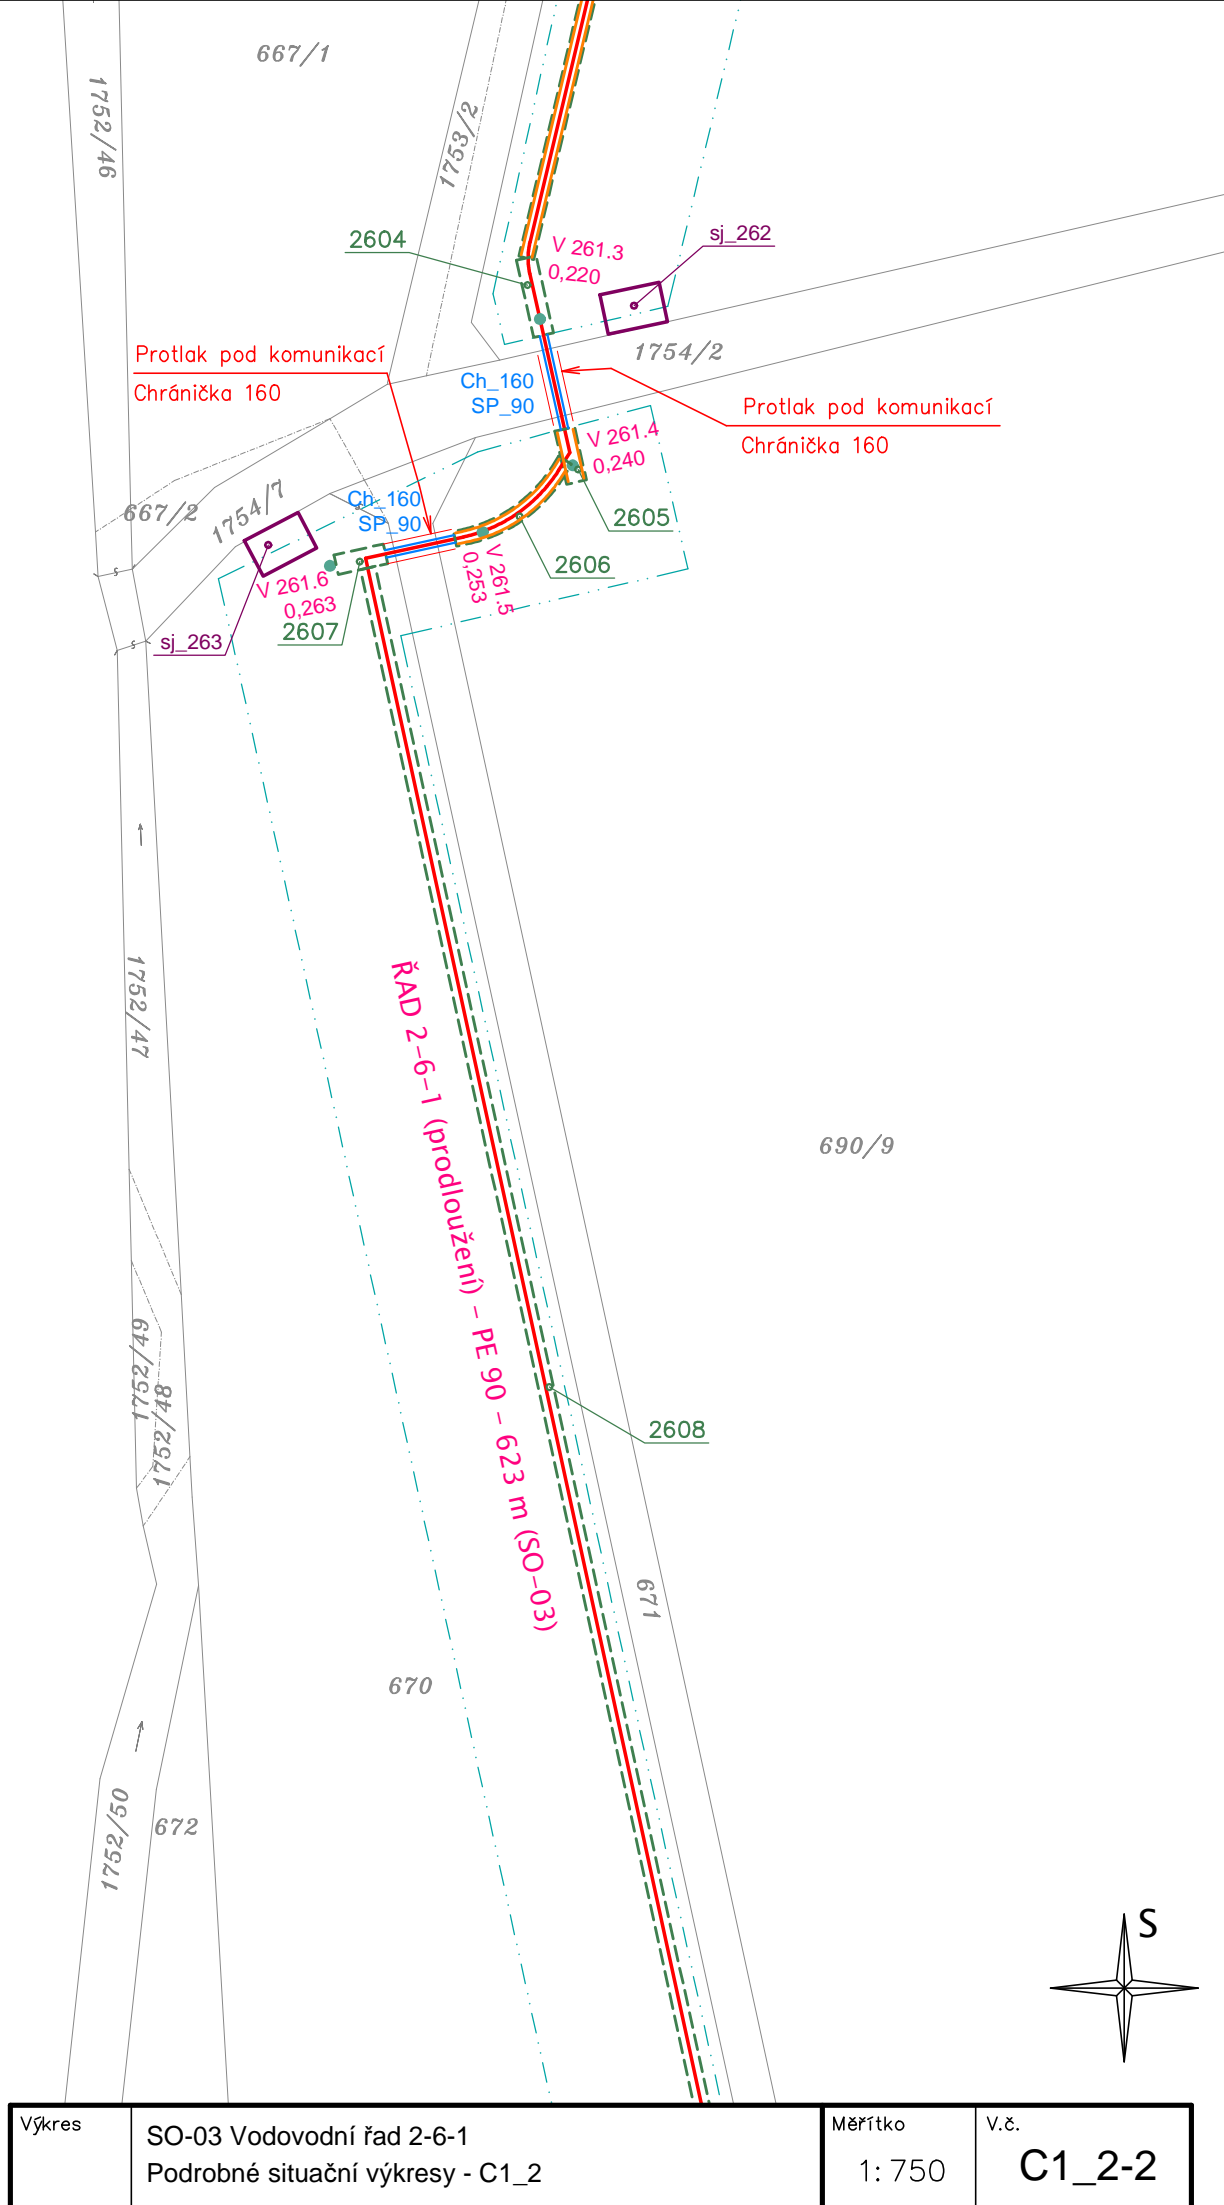 667/1
1752/46
1753/2
2604
V 261.3
0,220
sj_262
1754/2
Protlak pod komunikací
Chránička 160
Ch_160
SP_90
Protlak pod komunikací
Chránička 160
V 261.4
0,240
667/2
1754/7
Ch_160
SP_90
2605
2606
V 261.5
0,253
V 261.6
0,263
2607
sj_263
s
s
1752/47
ŘAD 2-6-1 (prodloužení) - PE 90 - 623 m (SO-03)
690/9
1752/49
1752/48
2608
671
670
1752/50
672
S
Výkres
SO-03 Vodovodní řad 2-6-1
Podrobné situační výkresy - C1_2
Měřítko
1: 750
V.č.
C1_2-2